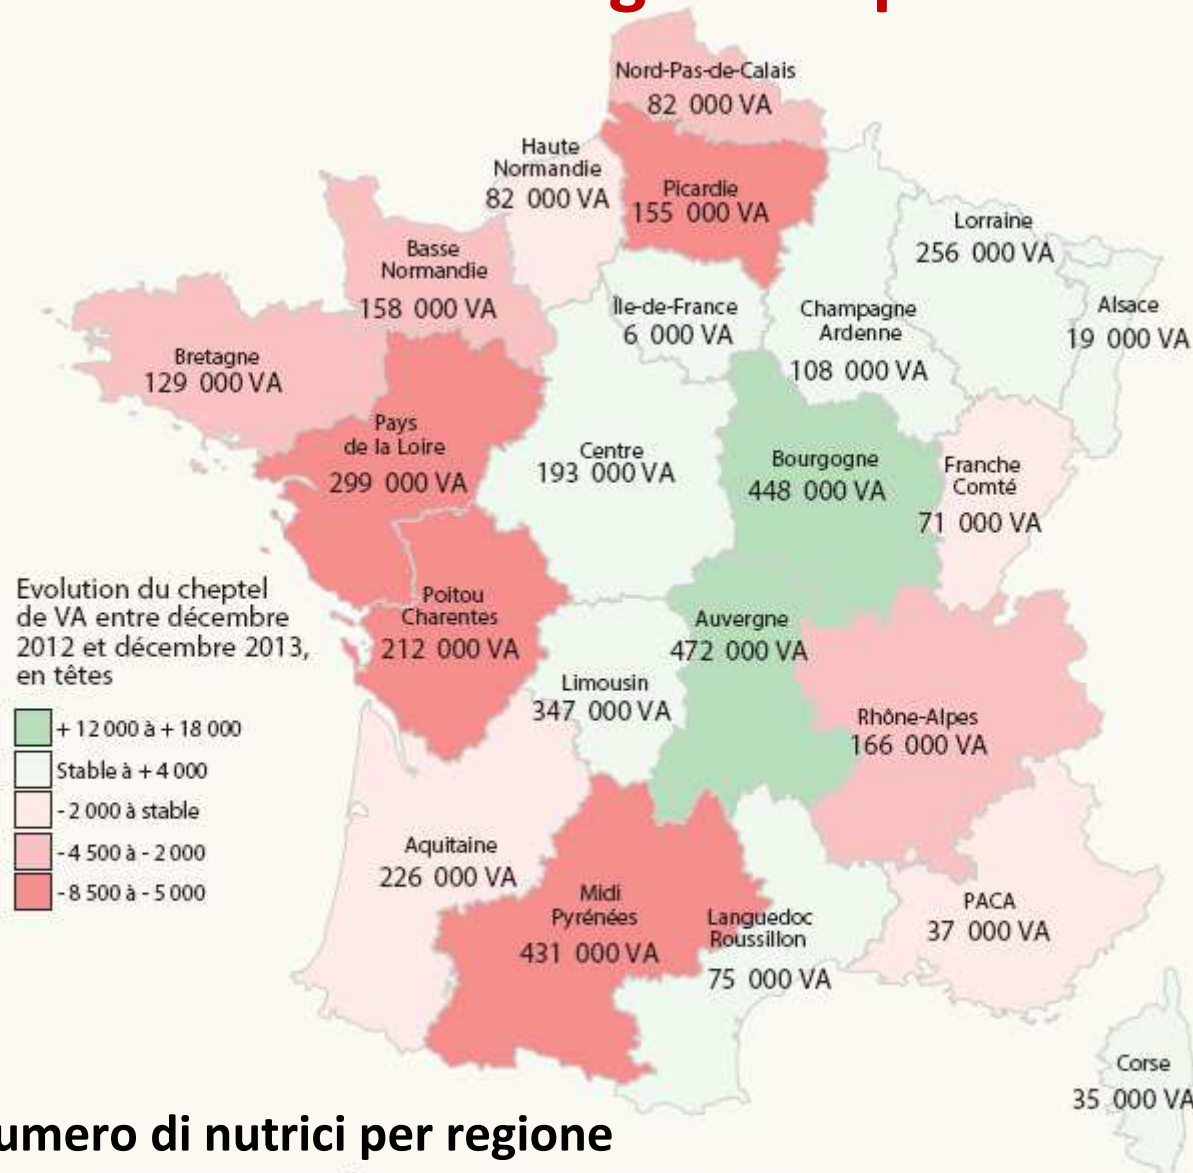 Nord-Pas-de-Calais
82 000 VA
Haute
Normandie
82 000 VA
Picardie
155 000 VA
Lorraine
256 000 VA
Basse
Normandie
158 000 VA
Île-de-France
6 000 VA
Champagne
Ardenne
108 000 VA
Alsace
19 000 VA
Bretagne
129 000 VA
Pays
de la Loire
299 000 VA
Centre
193 000 VA
Bourgogne
448 000 VA
Franche
Comté
71 000 VA
Poitou
Charentes
212 000 VA
Auvergne
472 000 VA
Limousin
347 000 VA
Rhône-Alpes
166 000 VA
Evolution du cheptel
de VA entre décembre
2012 et décembre 2013,
en têtes
+ 12 000 à + 18 000
Stable à + 4 000
- 2 000 à stable
- 4 500 à - 2 000
- 8 500 à - 5 000
Aquitaine
226 000 VA
Midi
Pyrénées
431 000 VA
Languedoc
Roussillon
75 000 VA
PACA
37 000 VA
Corse
35 000 VA
umero di nutrici per regione